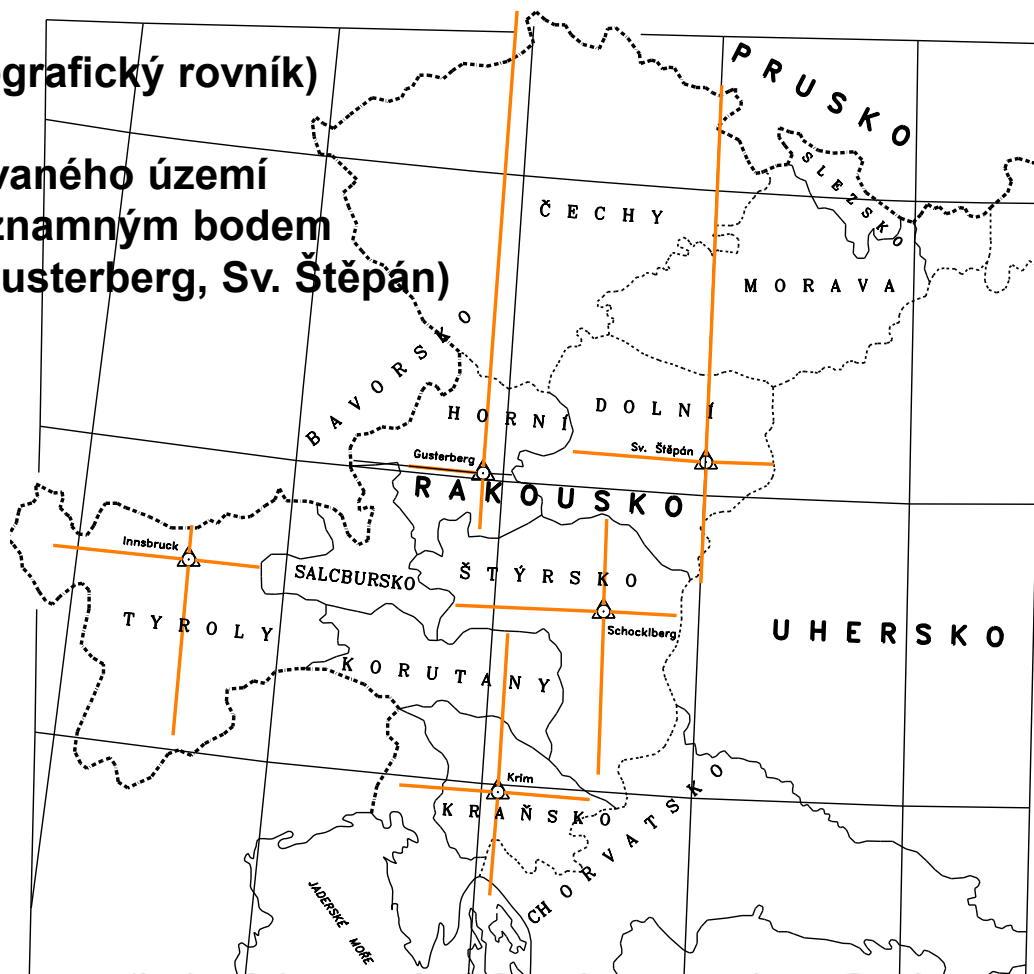 grafický rovník)
vaného území
znamným bodem
usterberg, Sv. Štěpán)
PRUSKO
SLEZSKO
ČECHY
MORAVA
BAVORSKO
HORNÍ
DOLNÍ
Gusterberg
Sv. Štěpán
RAKOUSKO
Innsbruck
SALCBURSKO
ŠTÝRSKO
Schocklberg
TYROLY
UHERSKO
KORUTANY
Krim
KRAŇSKO
CHORVATSKO
JADERSKÉ MOŘE